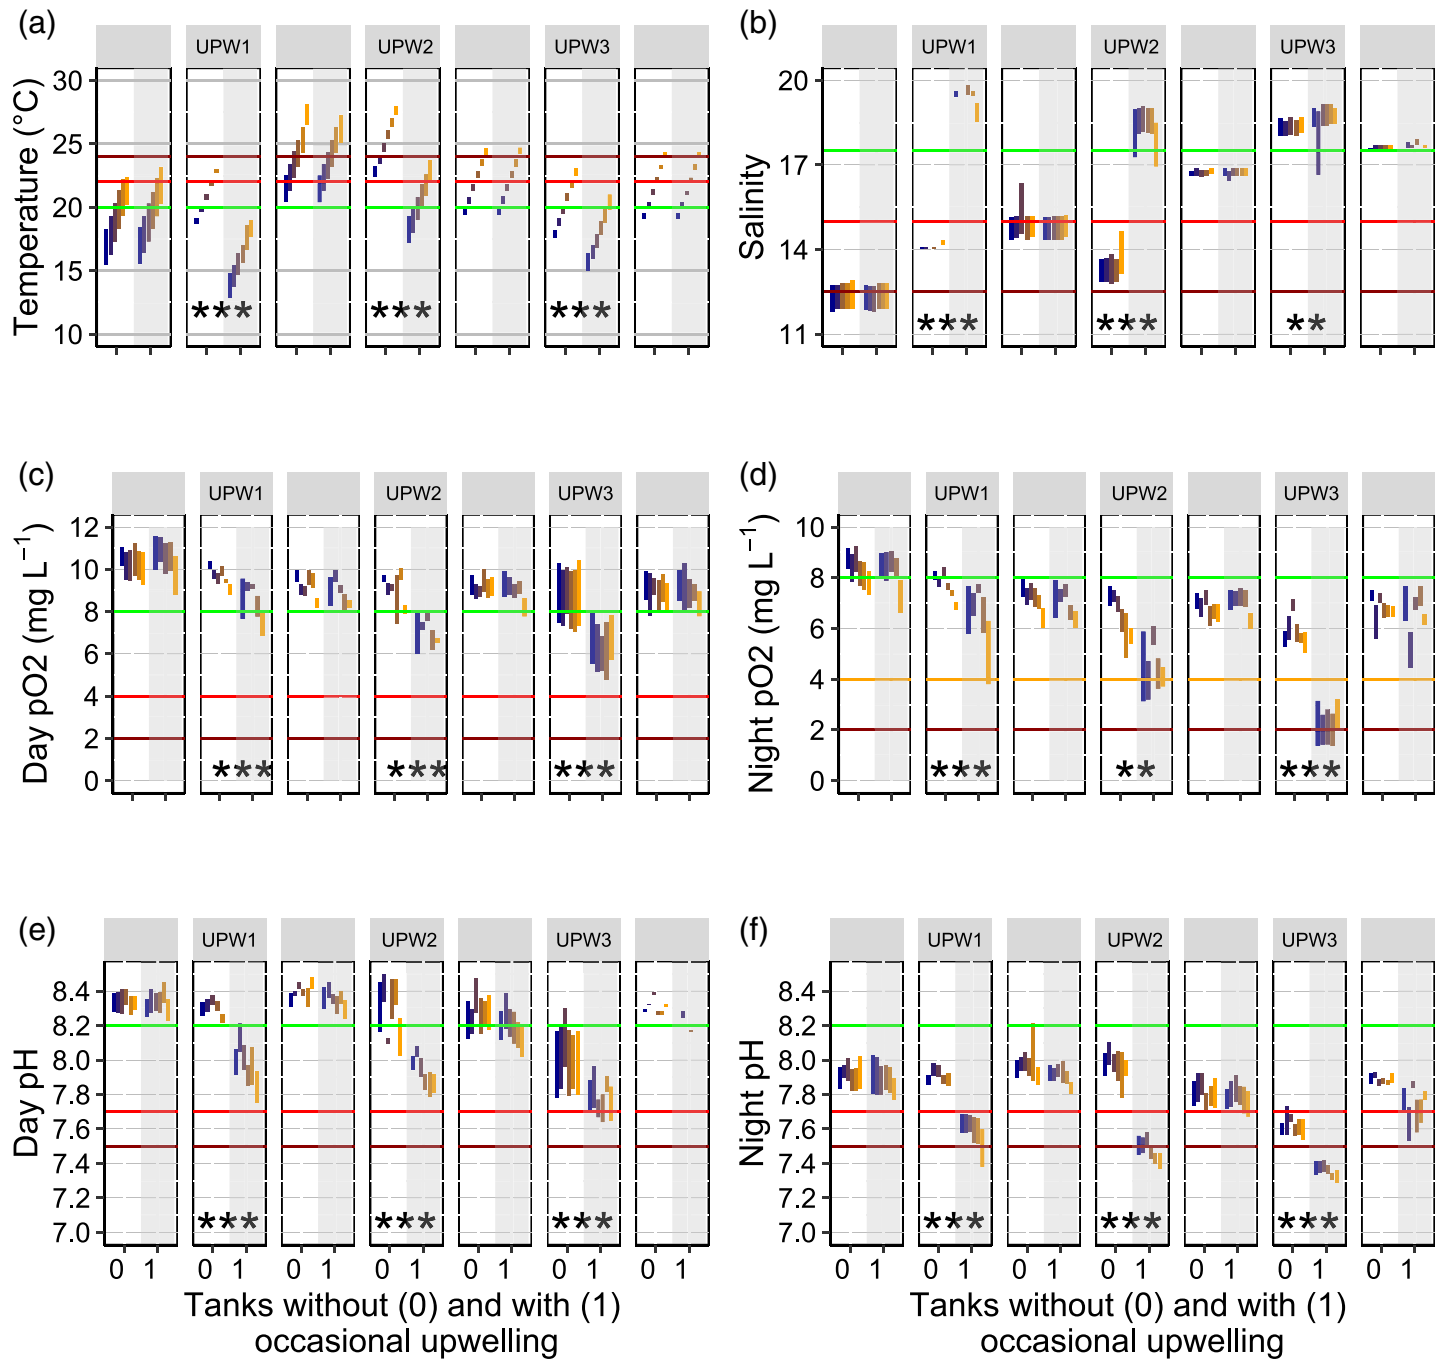 (a)
UPW1 UPW2 UPW3
Temperature (°C)
30
25
20
15
10
*** *** ***
(b)
UPW1 UPW2 UPW3
Salinity
20
17
14
11
*** *** **
(c)
UPW1 UPW2 UPW3
Day pO2 (mg L−1)
12
10
8
6
4
2
0
*** *** ***
(d)
UPW1 UPW2 UPW3
Night pO2 (mg L−1)
10
8
6
4
2
0
*** ** ***
(e)
UPW1 UPW2 UPW3
Day pH
8.4
8.2
8.0
7.8
7.6
7.4
7.2
7.0
*** *** ***
0 1 0 1 0 1 0 1 0 1 0 1 0 1
Tanks without (0) and with (1)
occasional upwelling
(f)
UPW1 UPW2 UPW3
Night pH
8.4
8.2
8.0
7.8
7.6
7.4
7.2
7.0
*** *** ***
0 1 0 1 0 1 0 1 0 1 0 1 0 1
Tanks without (0) and with (1)
occasional upwelling